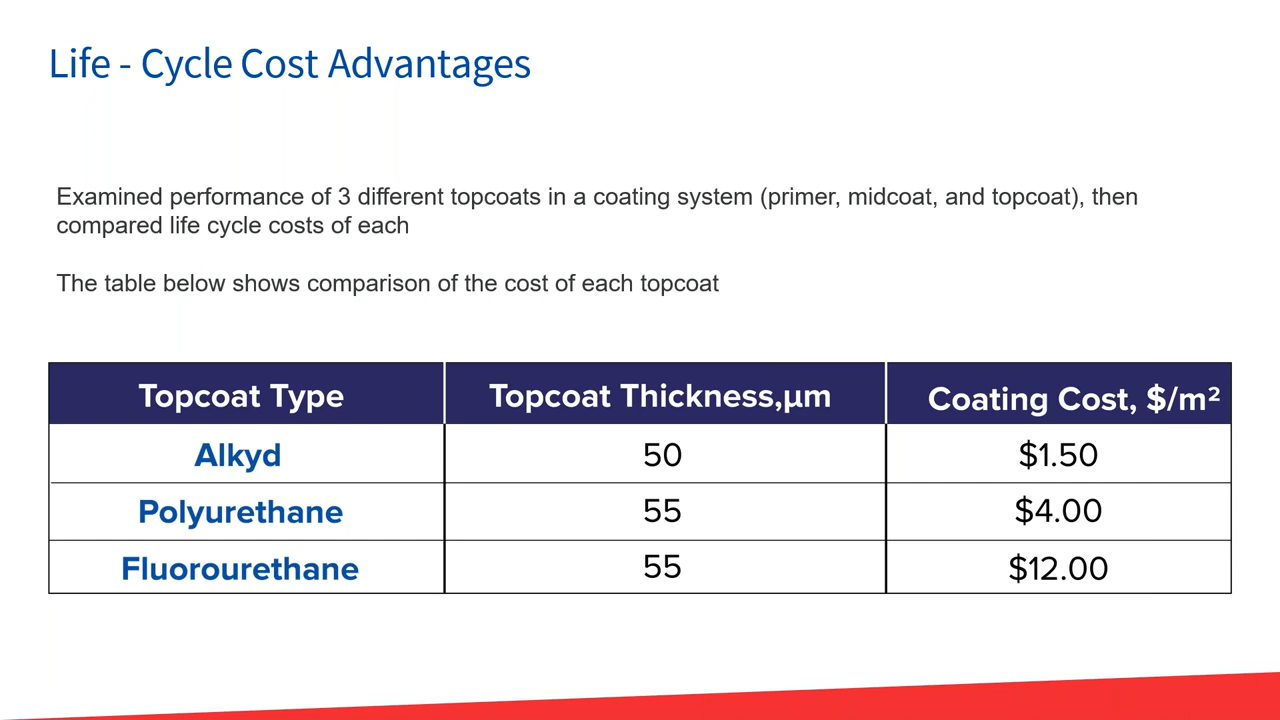 Life - Cycle Cost Advantages
Examined performance of 3 different topcoats in a coating system (primer, midcoat, and topcoat), then
compared life cycle costs of each
The table below shows comparison of the cost of each topcoat
Topcoat Type Topcoat Thickness,µm Coating Cost, $/m²
Alkyd 50 $1.50
Polyurethane 55 $4.00
Fluorourethane 55 $12.00